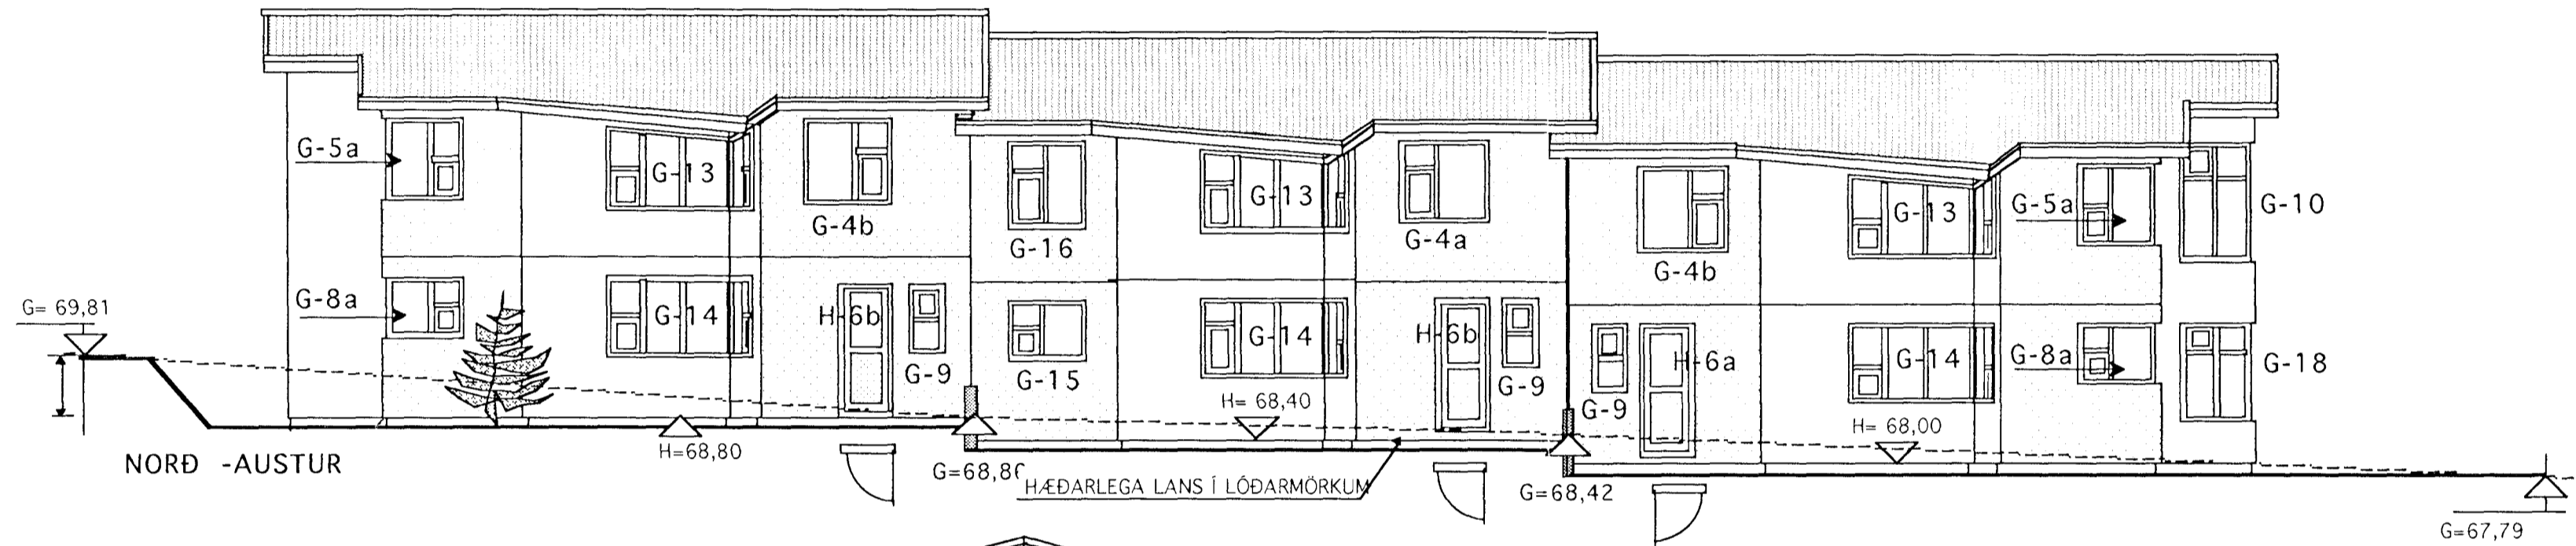 G-5a
G-13
G-4b
G-16
G-13
G-4a
G-4b
G-13
G-5a
G-10
G= 69,81
G-8a
G-14
H-6b
G-9
G-15
G-14
H-6b
G-9
G-9
H-6a
G-14
G-8a
G-18
H= 68,40
H= 68,00
NORÐ -AUSTUR
H=68,80
G=68,86
HÆÐARLEGA LANS Í LÓÐARMÖRKUM
G=68,42
G=67,79